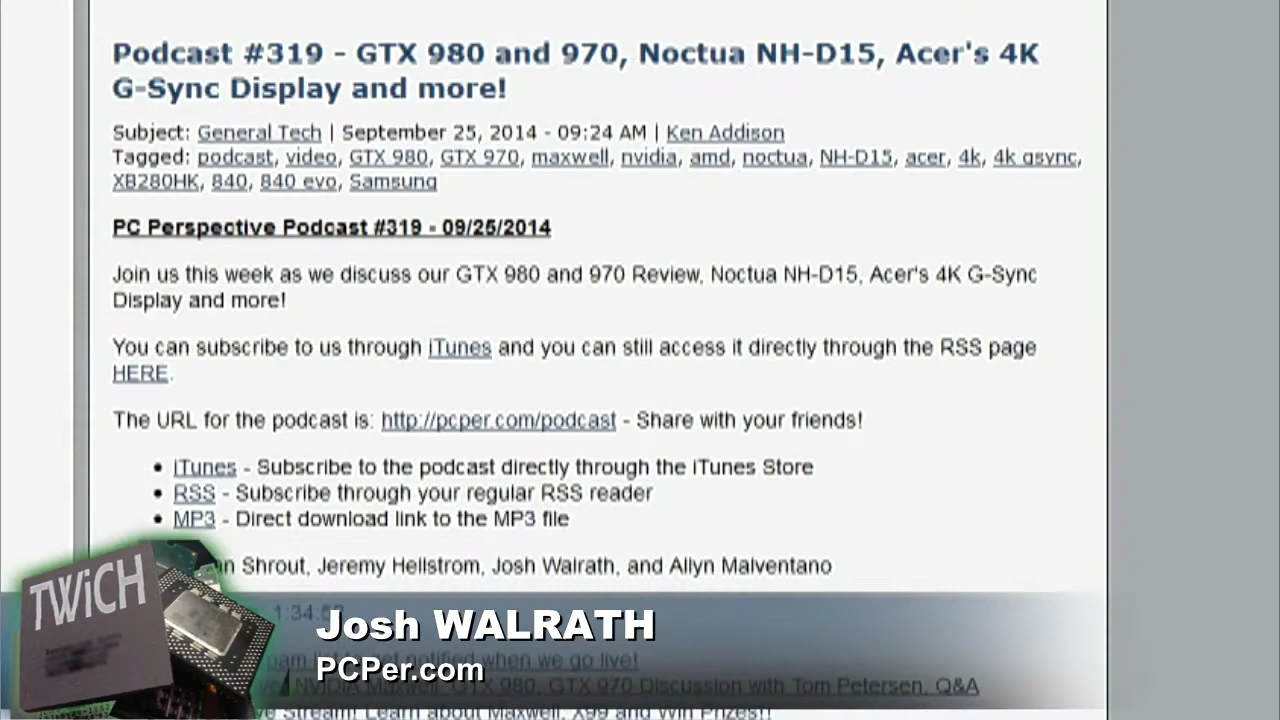 Podcast #319 - GTX 980 and 970, Noctua NH-D15, Acer's 4K
G-Sync Display and more!
Subject: General Tech | September 25, 2014 - 09:24 AM | Ken Addison
Tagged: podcast, video, GTX 980, GTX 970, maxwell, nvidia, amd, noctua, NH-D15, acer, 4k, 4k gsync,
XB280HK, 840, 840 evo, Samsung
PC Perspective Podcast #319 - 09/25/2014
Join us this week as we discuss our GTX 980 and 970 Review, Noctua NH-D15, Acer's 4K G-Sync
Display and more!
You can subscribe to us through iTunes and you can still access it directly through the RSS page
HERE.
The URL for the podcast is: http://pcper.com/podcast - Share with your friends!
• iTunes - Subscribe to the podcast directly through the iTunes Store
• RSS - Subscribe through your regular RSS reader
• MP3 - Direct download link to the MP3 file
Shrout, Jeremy Hellstrom, Josh Walrath, and Allyn Malventano
TWiCH
Josh WALRATH
PCPer.com
list to get notified when we go live!
NVIDIA Maxwell, GTX 980, GTX 970 Discussion with Tom Petersen, Q&A
Stream! Learn about Maxwell, X99 and Win Prizes!!